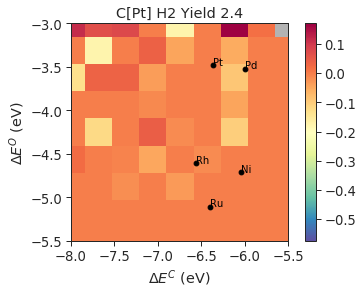 C[Pt] H2 Yield 2.4
−3.0
−3.5
−4.0
−4.5
−5.0
−5.5
ΔE^O (eV)
Pt
Pd
Rh
Ni
Ru
−8.0 −7.5 −7.0 −6.5 −6.0 −5.5
ΔE^C (eV)
0.1
0.0
−0.1
−0.2
−0.3
−0.4
−0.5